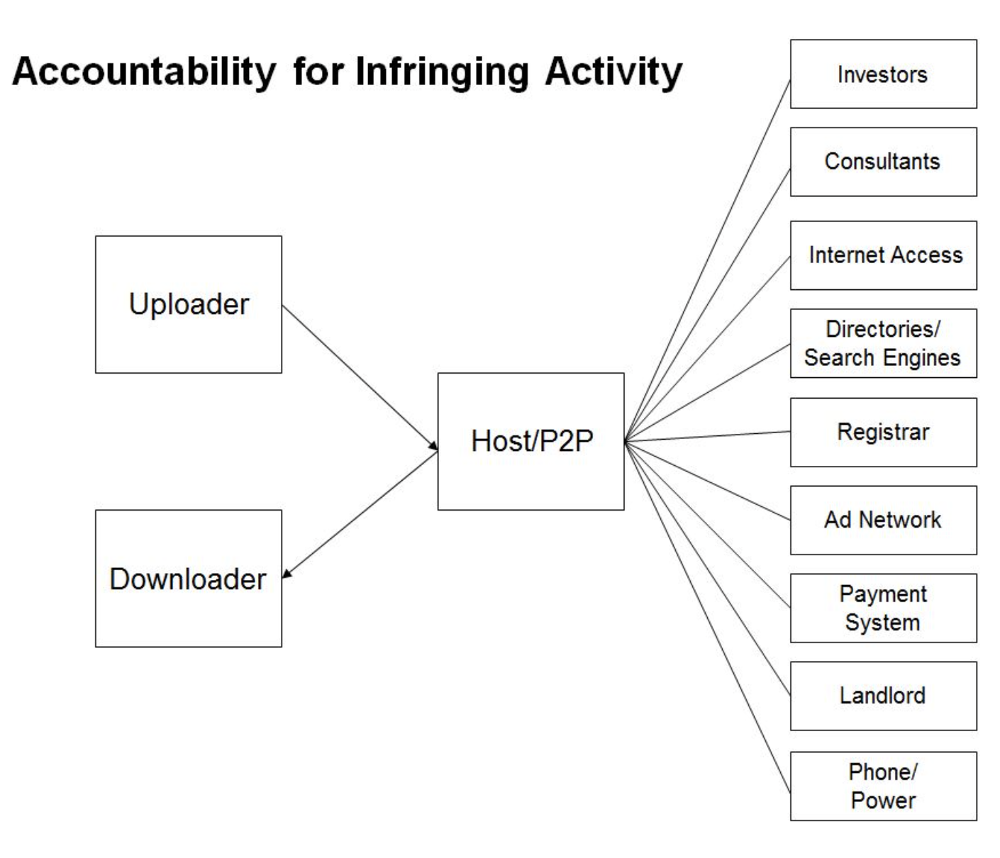 Accountability for Infringing Activity
Investors
Consultants
Internet Access
Directories/
Search Engines
Registrar
Ad Network
Payment
System
Landlord
Phone/
Power
Uploader
Host/P2P
Downloader